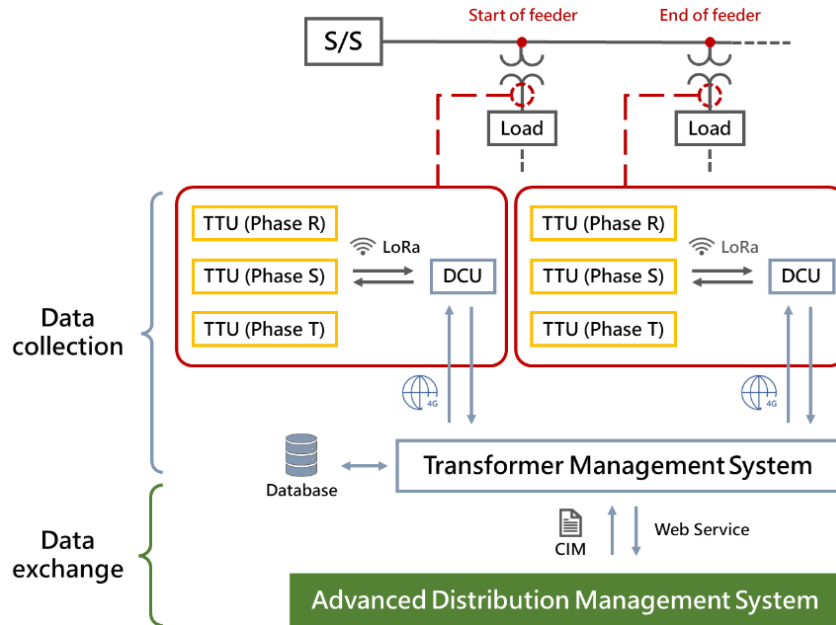 Start of feeder
End of feeder
S/S
Load
Load
TTU (Phase R)
TTU (Phase S)
TTU (Phase T)
LoRa
DCU
TTU (Phase R)
TTU (Phase S)
TTU (Phase T)
LoRa
DCU
Data
collection
4G
4G
Transformer Management System
Database
Data
exchange
CIM
Web Service
Advanced Distribution Management System